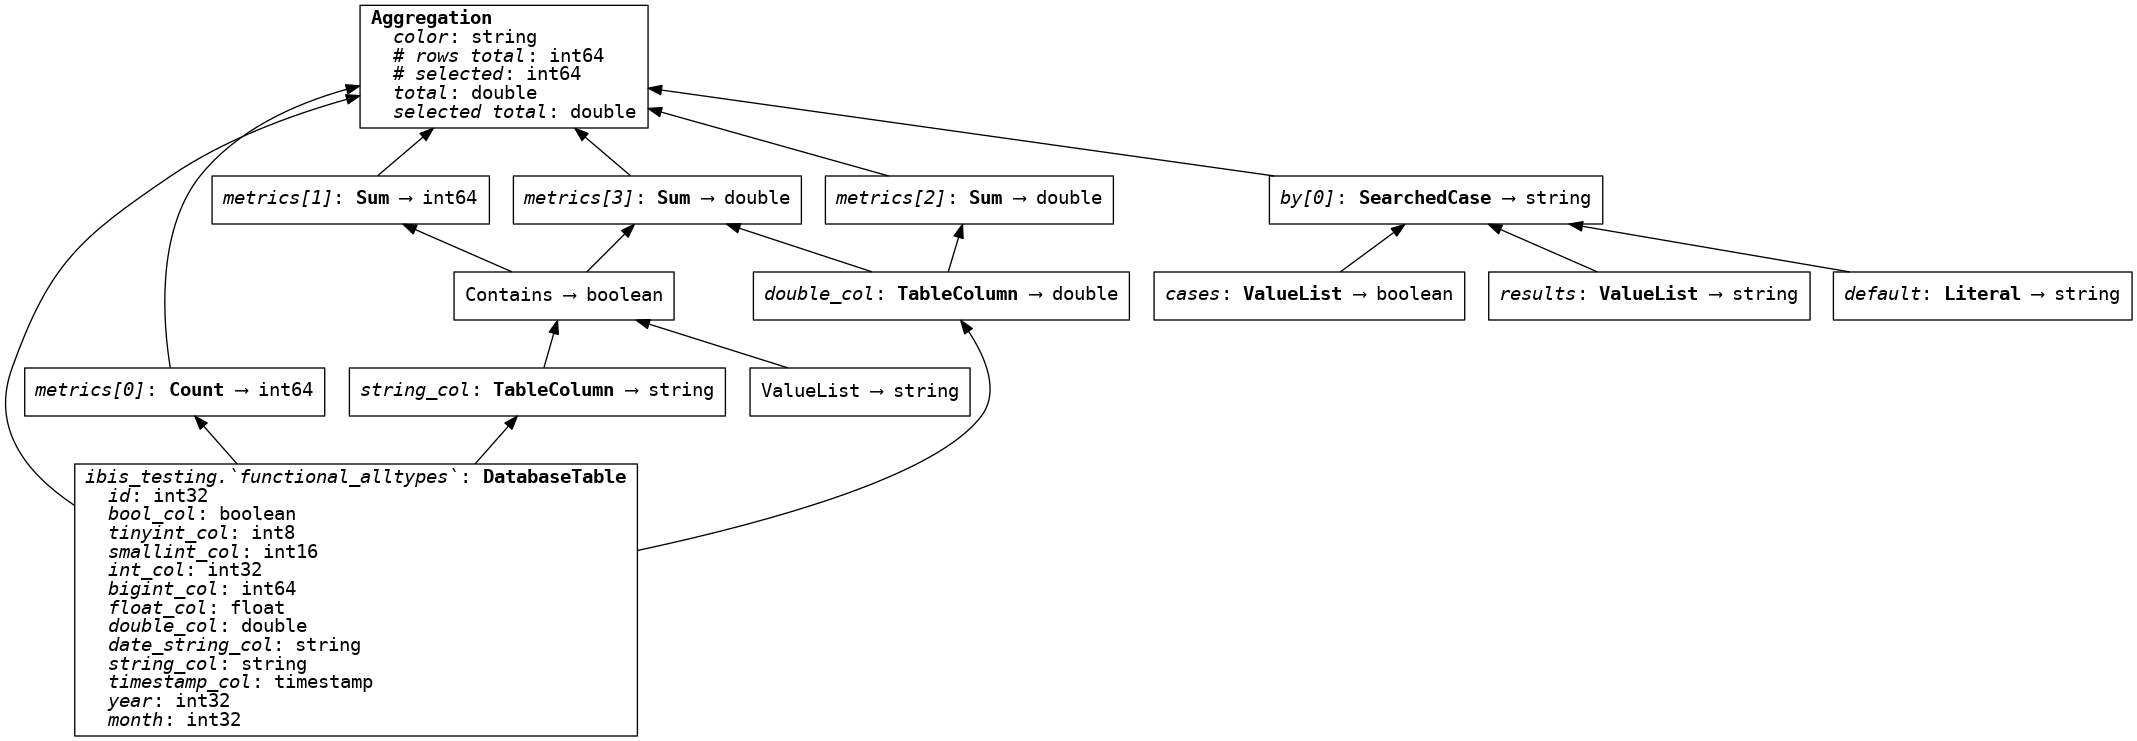 Aggregation
color: string
# rows total: int64
# selected: int64
total: double
selected total: double
metrics[1]: Sum → int64
metrics[3]: Sum → double
metrics[2]: Sum → double
by[0]: SearchedCase → string
Contains → boolean
double_col: TableColumn → double
cases: ValueList → boolean
results: ValueList → string
default: Literal → string
metrics[0]: Count → int64
string_col: TableColumn → string
ValueList → string
ibis_testing.`functional_alltypes`: DatabaseTable
id: int32
bool_col: boolean
tinyint_col: int8
smallint_col: int16
int_col: int32
bigint_col: int64
float_col: float
double_col: double
date_string_col: string
string_col: string
timestamp_col: timestamp
year: int32
month: int32